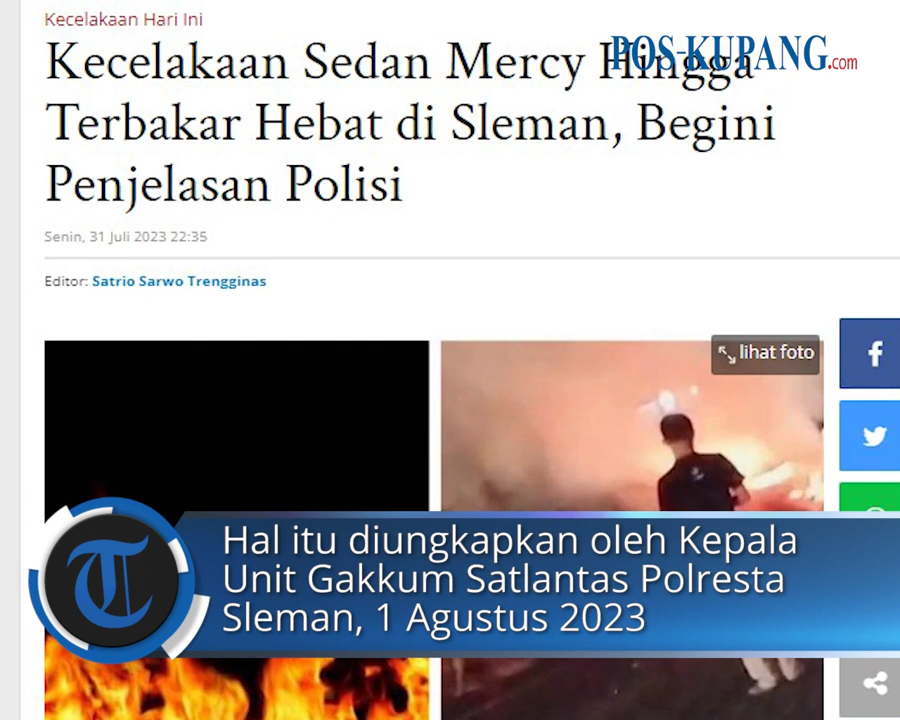 Kecelakaan Hari Ini
Kecelakaan Sedan Mercy Hingga
POS-KUPANG.com
Terbakar Hebat di Sleman, Begini
Penjelasan Polisi
Senin, 31 Juli 2023 22:35
Editor: Satrio Sarwo Trengginas
lihat foto
Hal itu diungkapkan oleh Kepala
Unit Gakkum Satlantas Polresta
Sleman, 1 Agustus 2023